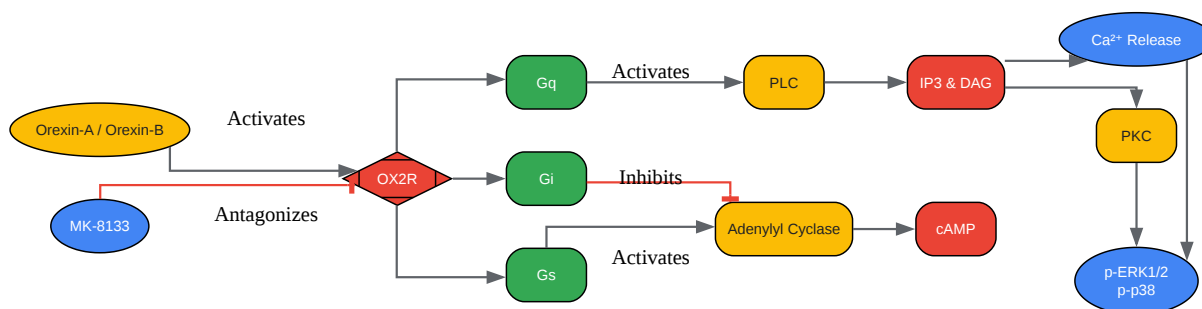 Ca²⁺ Release
Gq
Activates
PLC
IP3 & DAG
Activates
Orexin-A / Orexin-B
PKC
OX2R
Gi
Inhibits
Antagonizes
MK-8133
Adenylyl Cyclase
cAMP
Gs
Activates
p-ERK1/2
p-p38